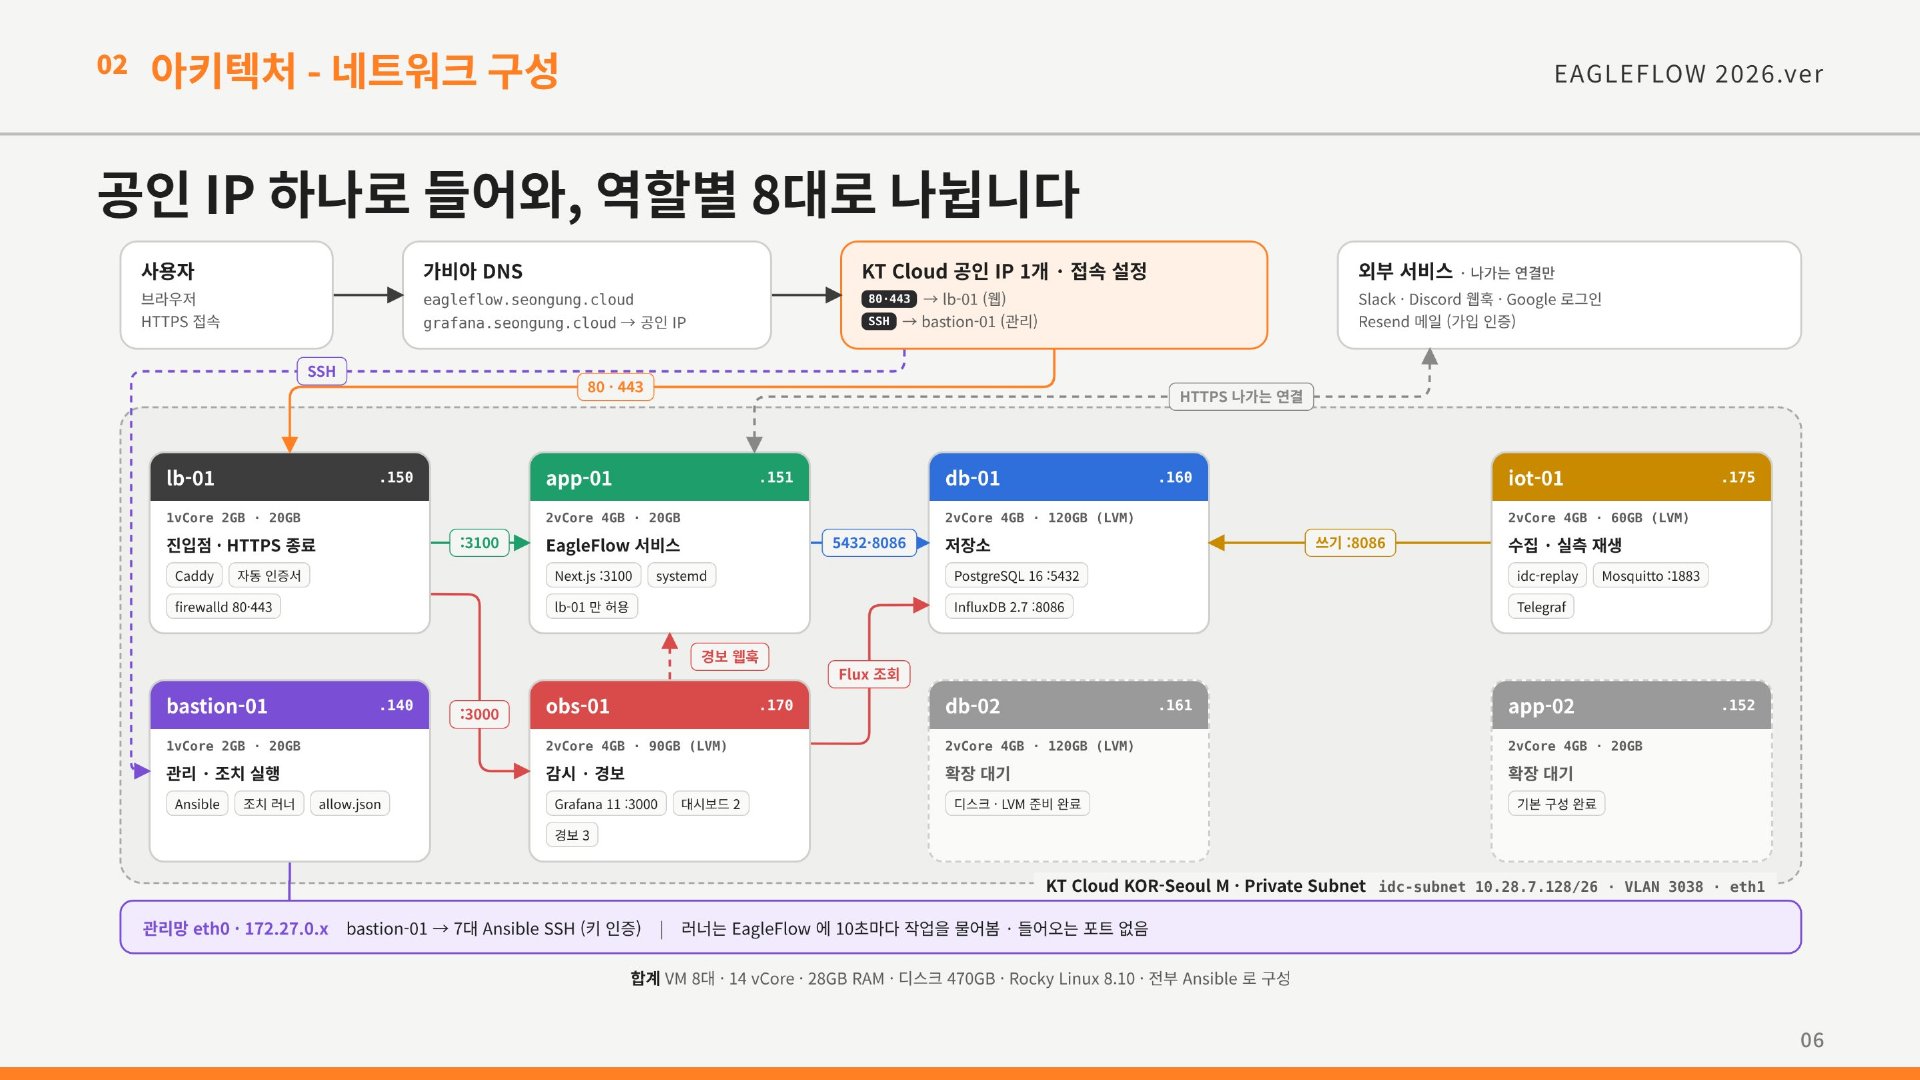 02 아키텍처 - 네트워크 구성
EAGLEFLOW 2026.ver
공인 IP 하나로 들어와, 역할별 8대로 나뉩니다
사용자
브라우저
HTTPS 접속
가비아 DNS
eagleflow.seongung.cloud
grafana.seongung.cloud → 공인 IP
KT Cloud 공인 IP 1개 · 접속 설정
80·443 → lb-01 (웹)
SSH → bastion-01 (관리)
외부 서비스 · 나가는 연결만
Slack · Discord 웹훅 · Google 로그인
Resend 메일 (가입 인증)
SSH
80 · 443
HTTPS 나가는 연결
lb-01 .150
1vCore 2GB · 20GB
진입점 · HTTPS 종료
Caddy 자동 인증서
firewalld 80·443
:3100
app-01 .151
2vCore 4GB · 20GB
EagleFlow 서비스
Next.js :3100 systemd
lb-01 만 허용
5432·8086
db-01 .160
2vCore 4GB · 120GB (LVM)
저장소
PostgreSQL 16 :5432
InfluxDB 2.7 :8086
쓰기 :8086
iot-01 .175
2vCore 4GB · 60GB (LVM)
수집 · 실측 재생
idc-replay Mosquitto :1883
Telegraf
경보 웹훅
Flux 조회
:3000
bastion-01 .140
1vCore 2GB · 20GB
관리 · 조치 실행
Ansible 조치 러너 allow.json
obs-01 .170
2vCore 4GB · 90GB (LVM)
감시 · 경보
Grafana 11 :3000 대시보드 2
경보 3
db-02 .161
2vCore 4GB · 120GB (LVM)
확장 대기
디스크 · LVM 준비 완료
app-02 .152
2vCore 4GB · 20GB
확장 대기
기본 구성 완료
KT Cloud KOR-Seoul M · Private Subnet idc-subnet 10.28.7.128/26 · VLAN 3038 · eth1
관리망 eth0 · 172.27.0.x bastion-01 → 7대 Ansible SSH (키 인증) | 러너는 EagleFlow 에 10초마다 작업을 물어봄 · 들어오는 포트 없음
합계 VM 8대 · 14 vCore · 28GB RAM · 디스크 470GB · Rocky Linux 8.10 · 전부 Ansible 로 구성
06